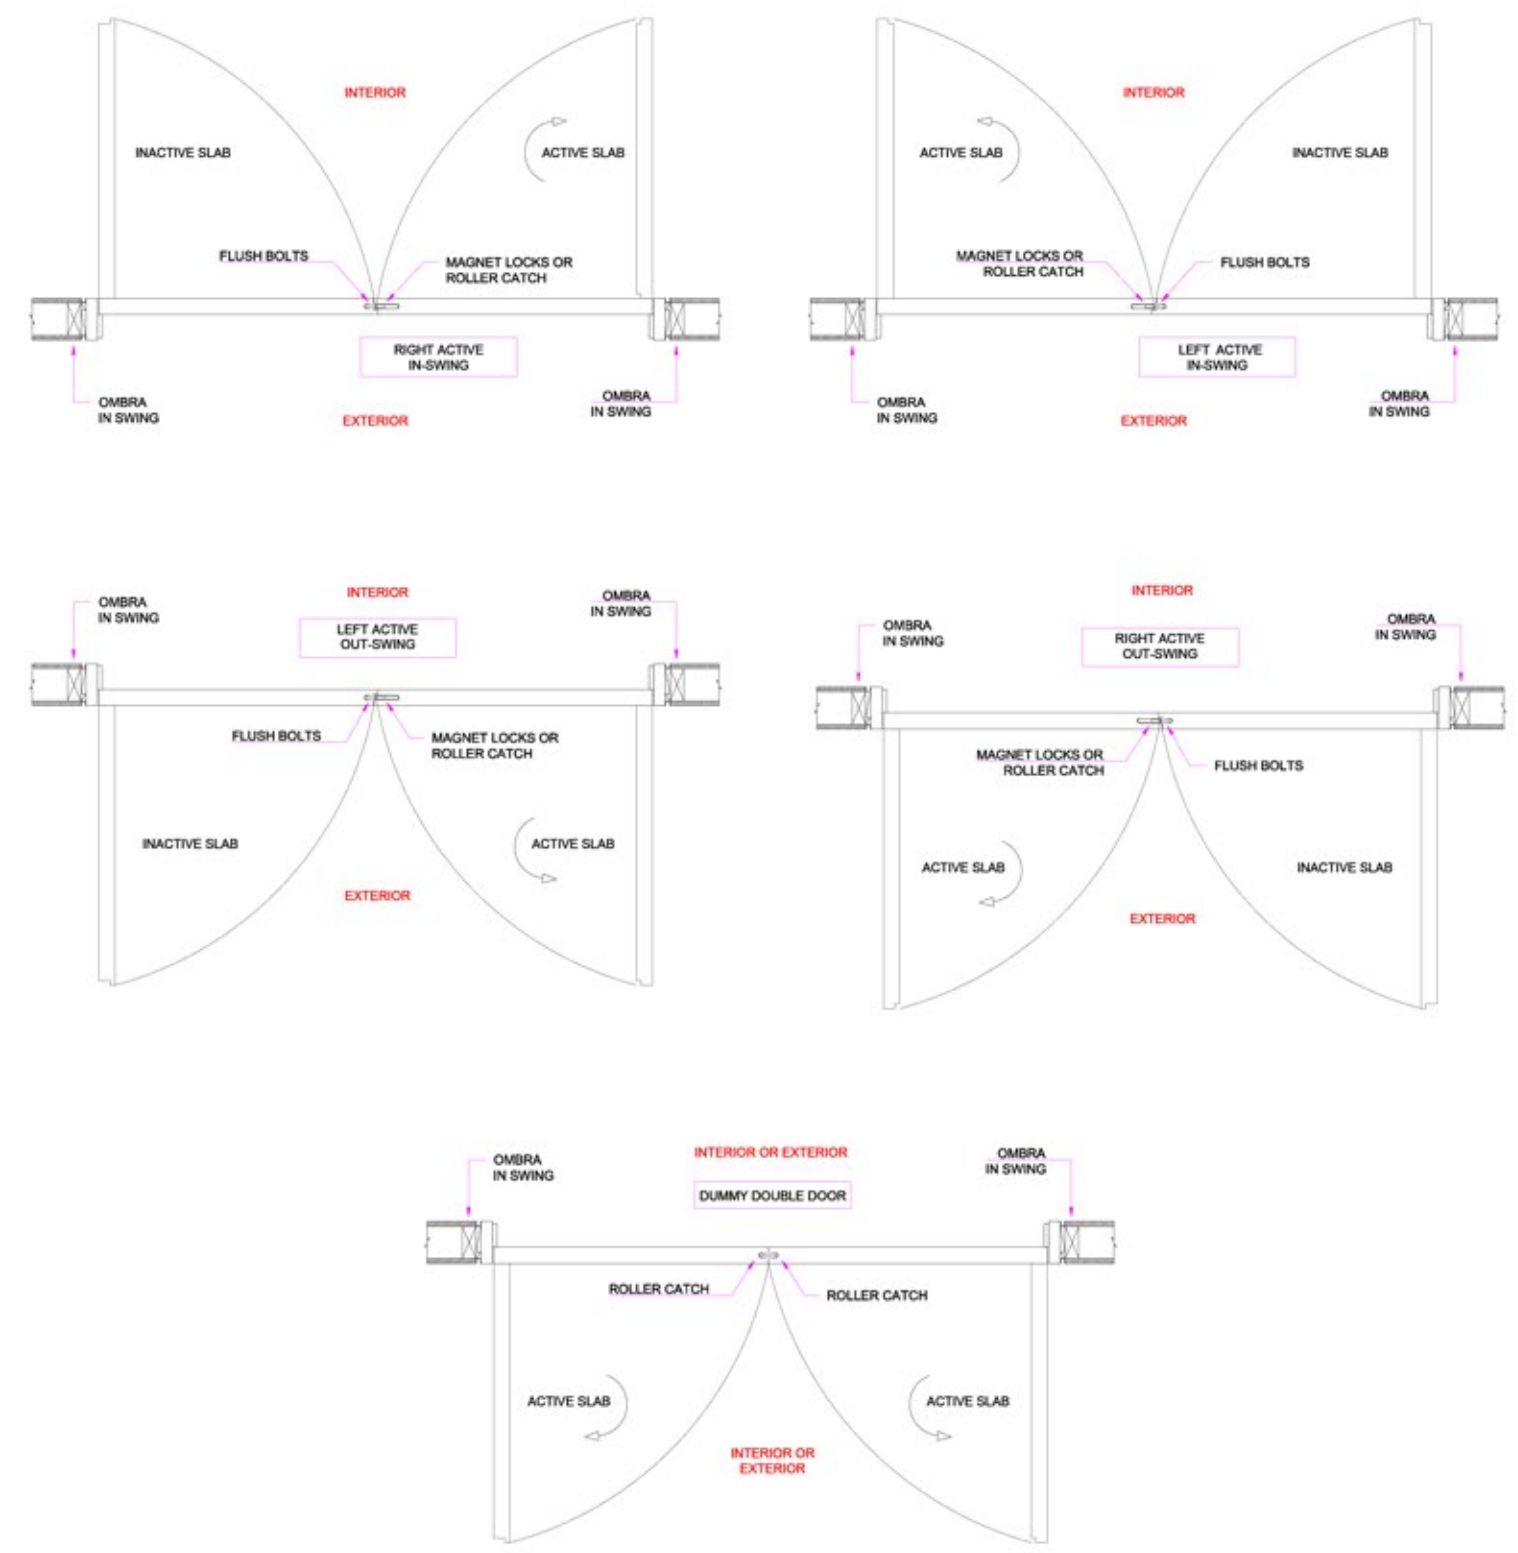 INTERIOR
INACTIVE SLAB
ACTIVE SLAB
FLUSH BOLTS
MAGNET LOCKS OR
ROLLER CATCH
RIGHT ACTIVE
IN-SWING
OMBRA
IN SWING
OMBRA
IN SWING
EXTERIOR
INTERIOR
ACTIVE SLAB
INACTIVE SLAB
MAGNET LOCKS OR
ROLLER CATCH
FLUSH BOLTS
LEFT ACTIVE
IN-SWING
OMBRA
IN SWING
OMBRA
IN SWING
EXTERIOR
INTERIOR
OMBRA
IN SWING
OMBRA
IN SWING
LEFT ACTIVE
OUT-SWING
FLUSH BOLTS
MAGNET LOCKS OR
ROLLER CATCH
INACTIVE SLAB
ACTIVE SLAB
EXTERIOR
INTERIOR
OMBRA
IN SWING
OMBRA
IN SWING
RIGHT ACTIVE
OUT-SWING
MAGNET LOCKS OR
ROLLER CATCH
FLUSH BOLTS
ACTIVE SLAB
INACTIVE SLAB
EXTERIOR
INTERIOR OR EXTERIOR
OMBRA
IN SWING
OMBRA
IN SWING
DUMMY DOUBLE DOOR
ROLLER CATCH
ROLLER CATCH
ACTIVE SLAB
ACTIVE SLAB
INTERIOR OR
EXTERIOR